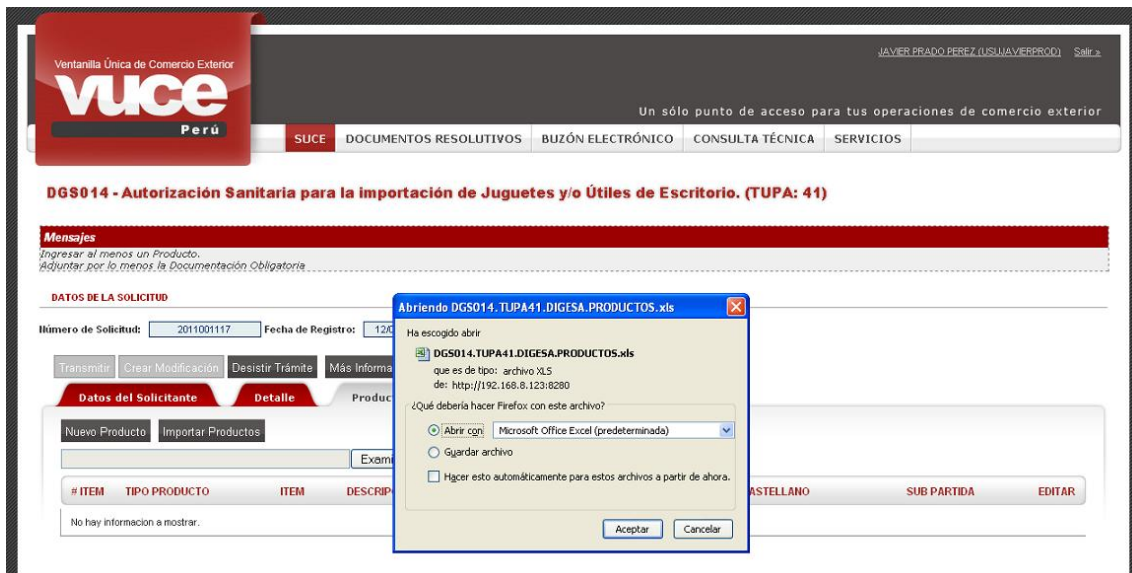 Ventanilla Única de Comercio Exterior
vuce
Perú
JAVIER PRADO PEREZ (USUJAVIERPROD) Salir »
Un sólo punto de acceso para tus operaciones de comercio exterior
SUCE DOCUMENTOS RESOLUTIVOS BUZÓN ELECTRÓNICO CONSULTA TÉCNICA SERVICIOS
DGS014 - Autorización Sanitaria para la importación de Juguetes y/o Útiles de Escritorio. (TUPA: 41)
Mensajes
Ingresar al menos un Producto.
Adjuntar por lo menos la Documentación Obligatoria
DATOS DE LA SOLICITUD
Número de Solicitud: 2011001117 Fecha de Registro: 12/0
Transmitir Crear Modificación Desistir Trámite Más Informa
Datos del Solicitante Detalle Produc
Nuevo Producto Importar Productos
Exami
# ITEM TIPO PRODUCTO ITEM DESCRIP ASTELLANO SUB PARTIDA EDITAR
No hay informacion a mostrar.
Abriendo DGS014.TUPA41.DIGESA.PRODUCTOS.xls
Ha escogido abrir
DGS014.TUPA41.DIGESA.PRODUCTOS.xls
que es de tipo: archivo XLS
de: http://192.168.8.123:8280
¿Qué debería hacer Firefox con este archivo?
Abrir con Microsoft Office Excel (predeterminada)
Guardar archivo
Hacer esto automáticamente para estos archivos a partir de ahora.
Aceptar Cancelar